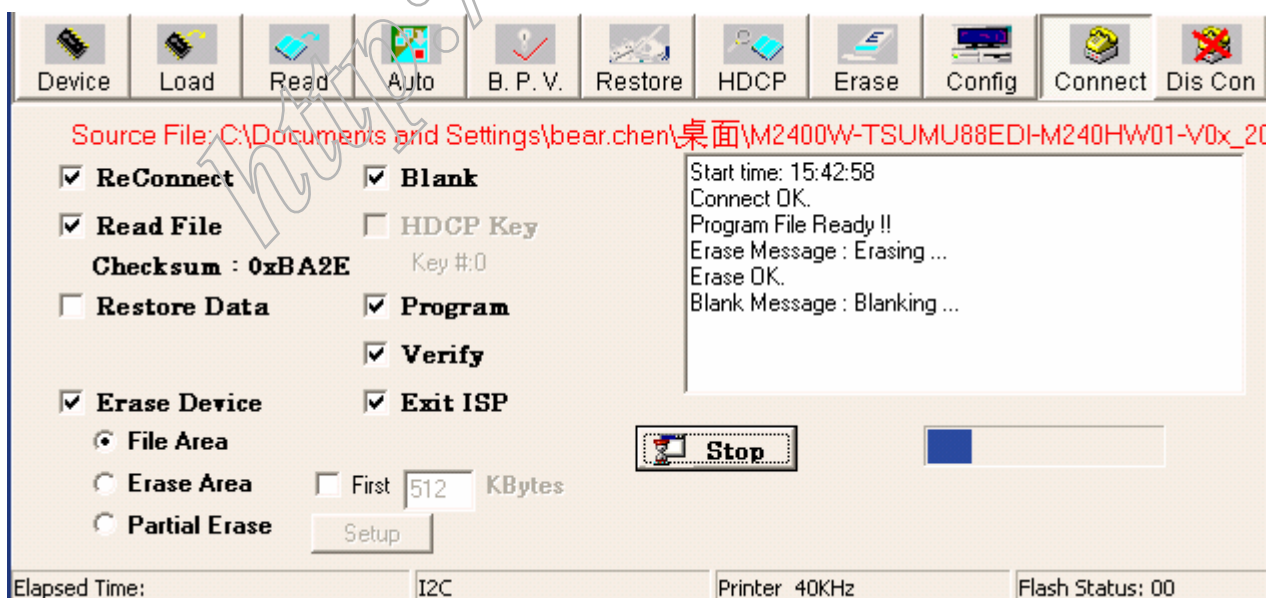 Device Load Read Auto B. P. V. Restore HDCP Erase Config Connect Dis Con
http:
Source File: C:\Documents and Settings\bear.chen\桌面\M2400W-TSUMU88EDI-M240HW01-V0x_20
ReConnect
Blank
Read File
HDCP Key
Checksum : 0xBA2E
Key #:0
Restore Data
Program
Verify
Erase Device
Exit ISP
File Area
Erase Area
First 512 KBytes
Partial Erase
Setup
Start time: 15:42:58
Connect OK.
Program File Ready !!
Erase Message : Erasing ...
Erase OK.
Blank Message : Blanking ...
Stop
Elapsed Time: I2C Printer 40KHz Flash Status: 00